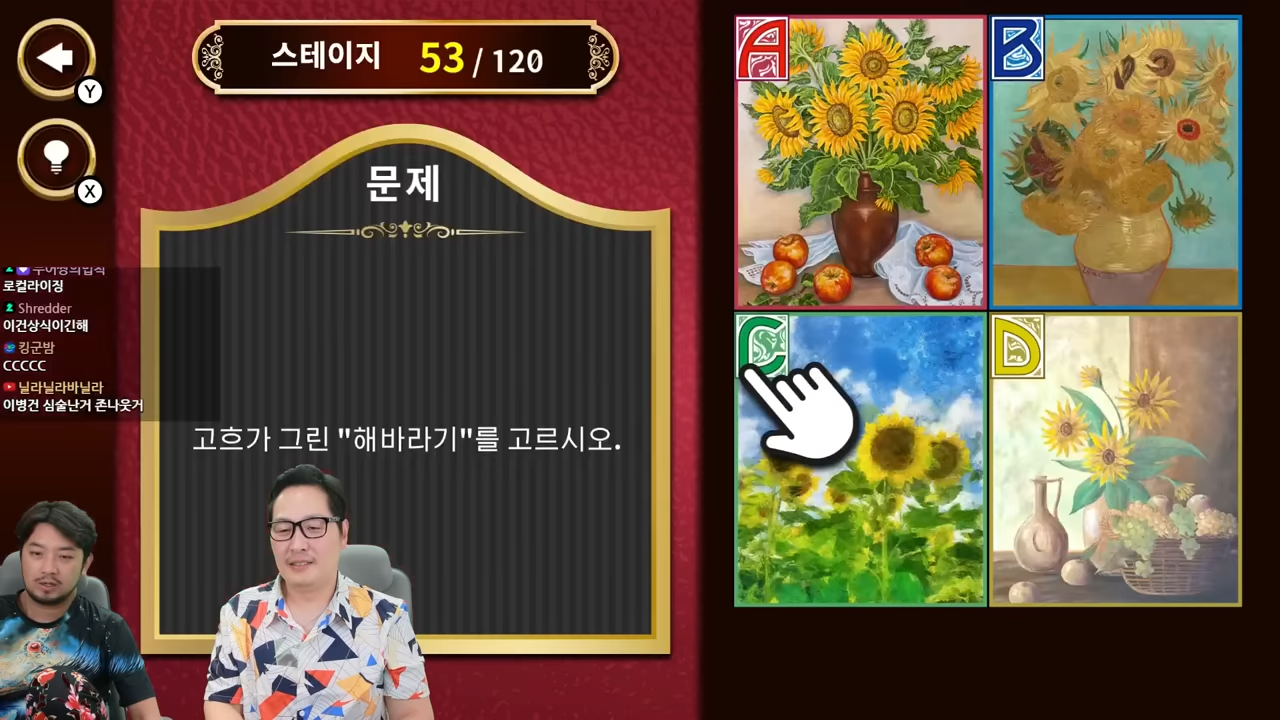 Y
X
스테이지 53 / 120
문제
고흐가 그린 "해바라기"를 고르시오.
A
B
C
D
로컬라이징
Shredder
이건상식이긴해
킹군밤
CCCCC
닐라닐라바닐라
이병건 심술난거 존나웃겨